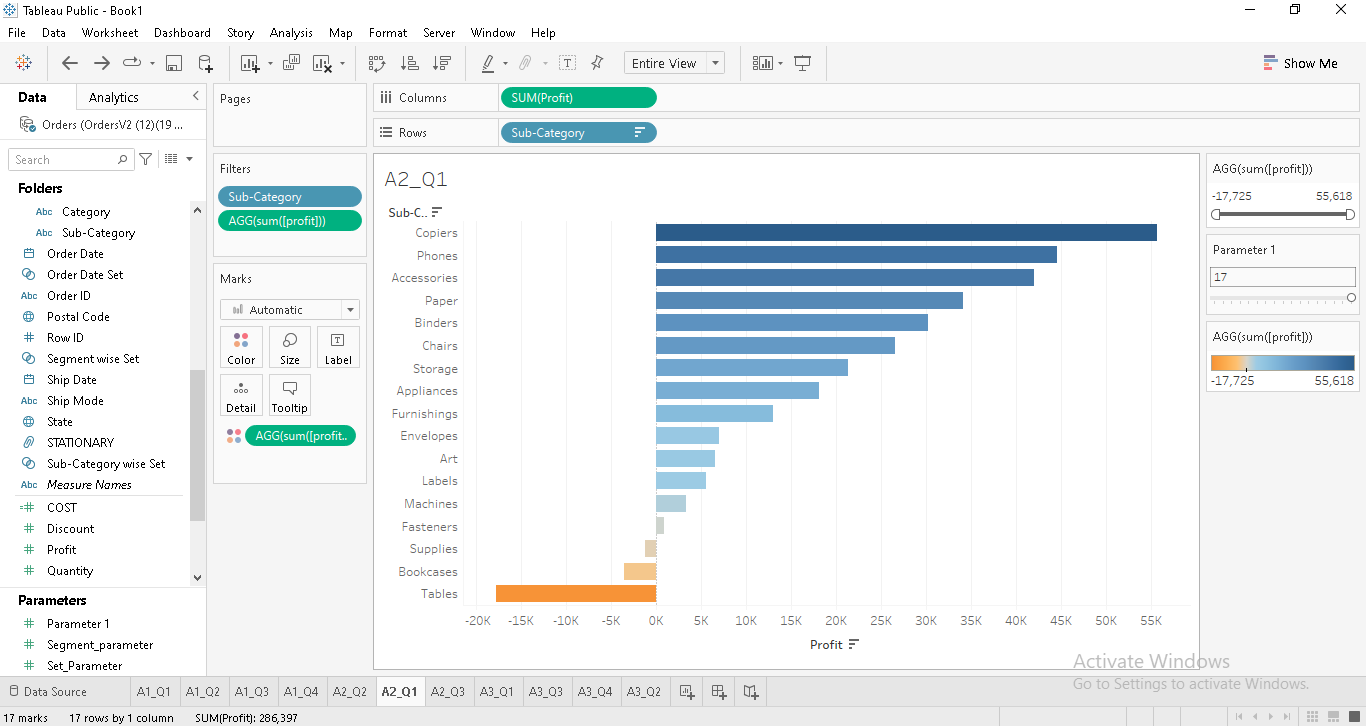 Tableau Public - Book1
File Data Worksheet Dashboard Story Analysis Map Format Server Window Help
Entire View
Show Me
Data Analytics
Orders (OrdersV2 (12)(19 ...
Search
Folders
Abc Category
Abc Sub-Category
Order Date
Order Date Set
Abc Order ID
Postal Code
Row ID
Segment wise Set
Ship Date
Abc Ship Mode
State
STATIONARY
Sub-Category wise Set
Abc Measure Names
COST
Discount
Profit
Quantity
Parameters
Parameter 1
Segment_parameter
Set_Parameter
Pages
Filters
Sub-Category
AGG(sum([profit]))
Marks
Automatic
Color Size Label
Detail Tooltip
AGG(sum([profit..
Columns SUM(Profit)
Rows Sub-Category
A2_Q1
Sub-C..
Copiers
Phones
Accessories
Paper
Binders
Chairs
Storage
Appliances
Furnishings
Envelopes
Art
Labels
Machines
Fasteners
Supplies
Bookcases
Tables
-20K -15K -10K -5K 0K 5K 10K 15K 20K 25K 30K 35K 40K 45K 50K 55K
Profit
AGG(sum([profit]))
-17,725 55,618
Parameter 1
17
AGG(sum([profit]))
-17,725 55,618
Activate Windows
Go to Settings to activate Windows.
Data Source A1_Q1 A1_Q2 A1_Q3 A1_Q4 A2_Q2 A2_Q1 A2_Q3 A3_Q1 A3_Q3 A3_Q4 A3_Q2
17 marks 17 rows by 1 column SUM(Profit): 286,397